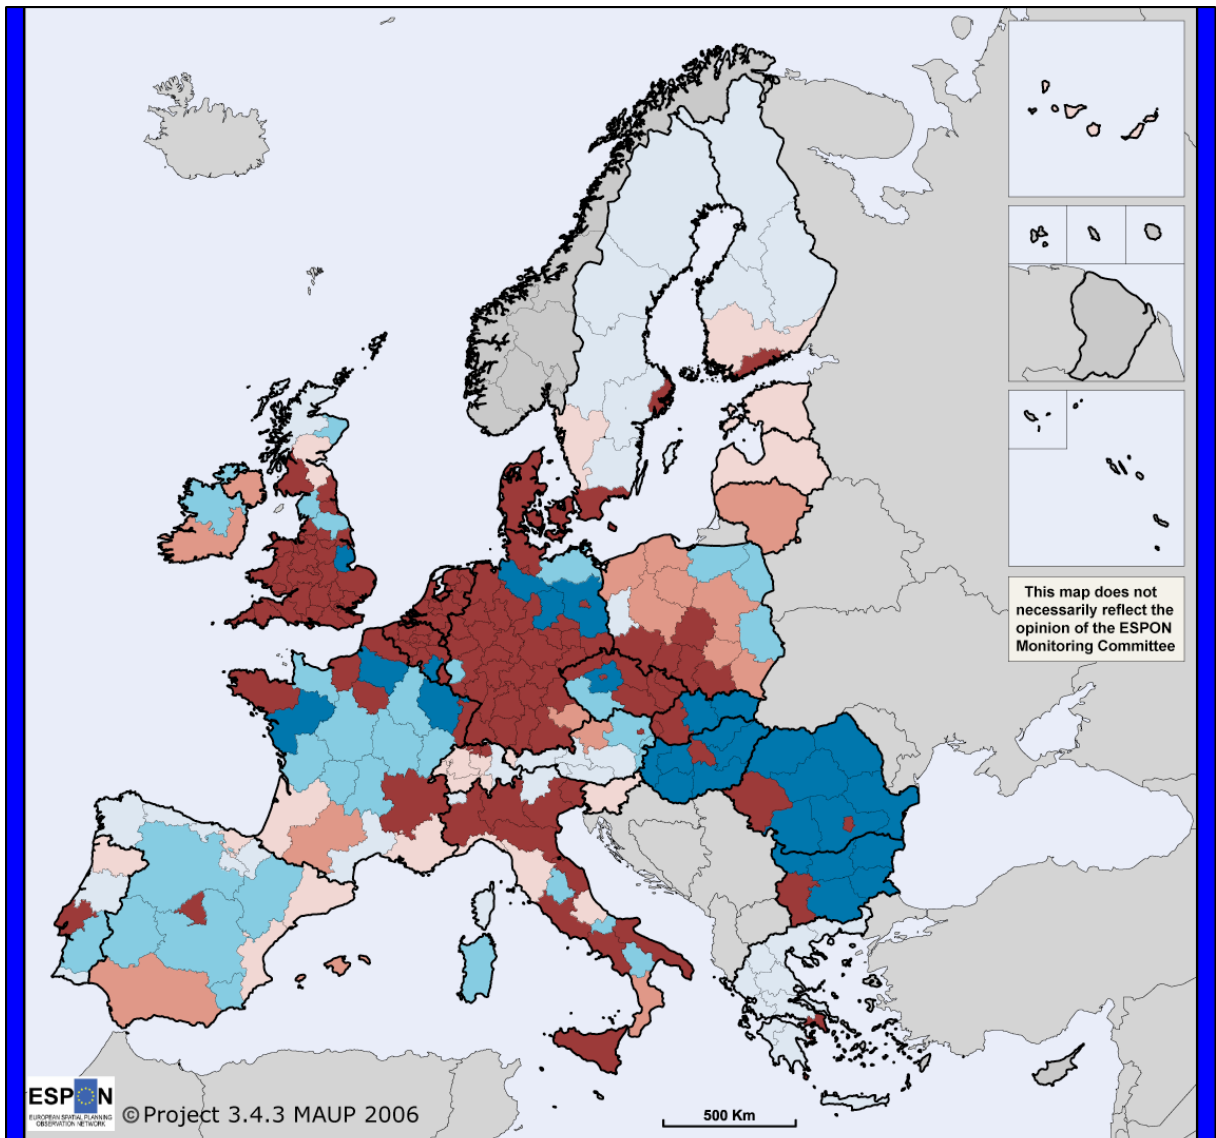 This map does not
necessarily reflect the
opinion of the ESPON
Monitoring Committee
ESPON
EUROPEAN SPATIAL PLANNING
OBSERVATION NETWORK
© Project 3.4.3 MAUP 2006
500 Km